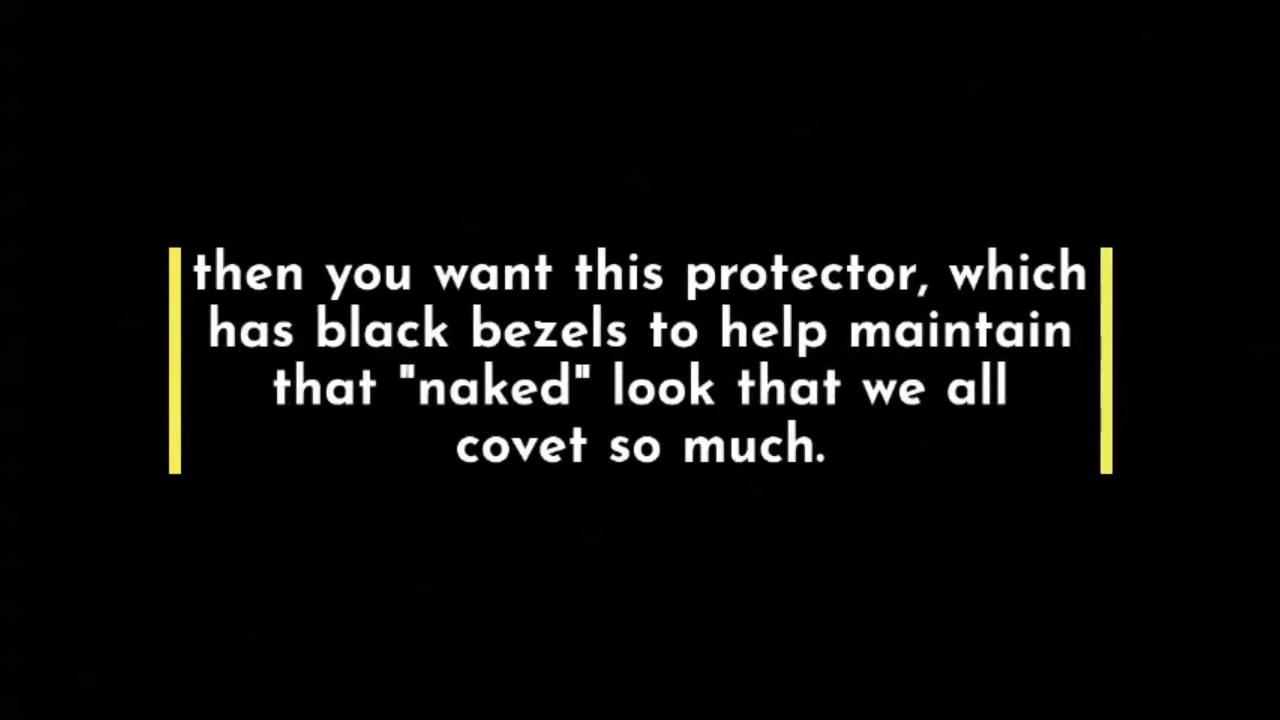 then you want this protector, which
has black bezels to help maintain
that "naked" look that we all
covet so much.